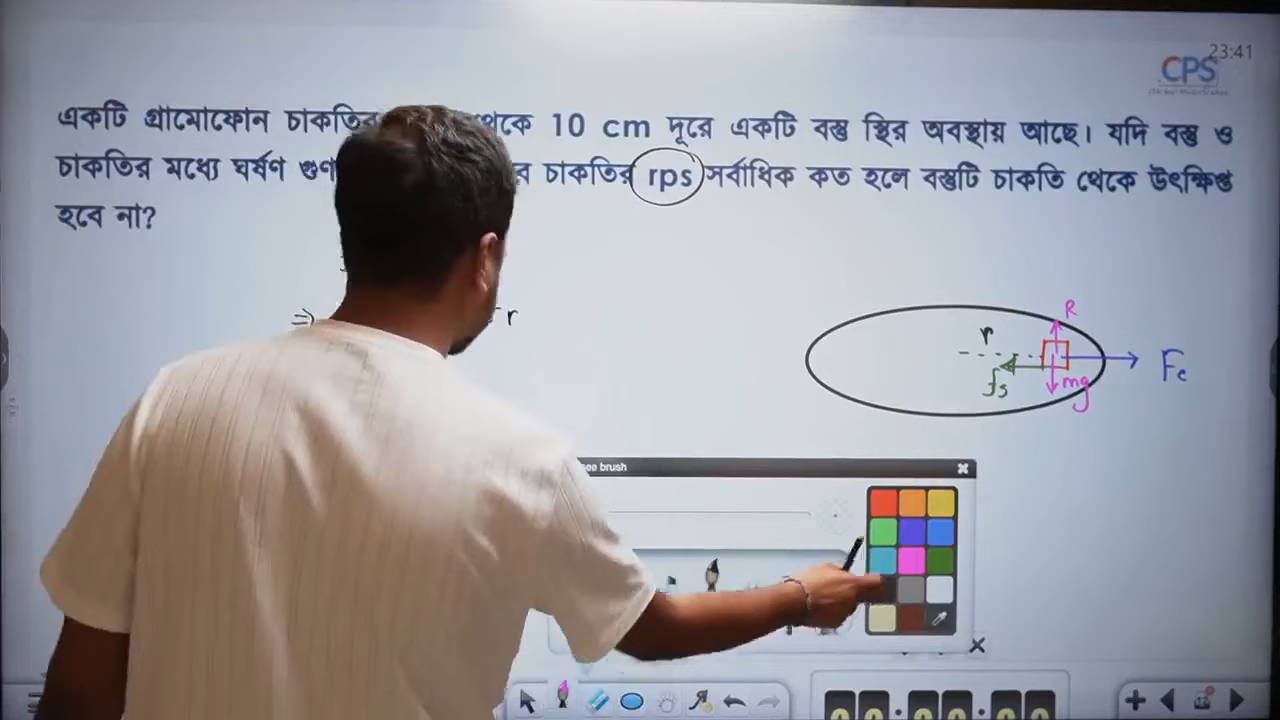 23:41
CPS
একটি গ্রামোফোন চাকতির থেকে 10 cm দূরে একটি বস্তু স্থির অবস্থায় আছে। যদি বস্তু ও
চাকতির মধ্যে ঘর্ষণ চাকতির rps সর্বাধিক কত হলে বস্তুটি চাকতি থেকে উৎক্ষিপ্ত
হবে না?
⇒ r
R
r
fs
mg
Fc
brush